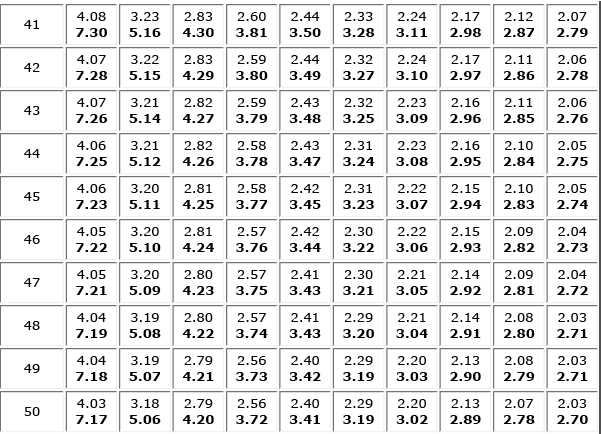 41 4.08 3.23 2.83 2.60 2.44 2.33 2.24 2.17 2.12 2.07
7.30 5.16 4.30 3.81 3.50 3.28 3.11 2.98 2.87 2.79
42 4.07 3.22 2.83 2.59 2.44 2.32 2.24 2.17 2.11 2.06
7.28 5.15 4.29 3.80 3.49 3.27 3.10 2.97 2.86 2.78
43 4.07 3.21 2.82 2.59 2.43 2.32 2.23 2.16 2.11 2.06
7.26 5.14 4.27 3.79 3.48 3.25 3.09 2.96 2.85 2.76
44 4.06 3.21 2.82 2.58 2.43 2.31 2.23 2.16 2.10 2.05
7.25 5.12 4.26 3.78 3.47 3.24 3.08 2.95 2.84 2.75
45 4.06 3.20 2.81 2.58 2.42 2.31 2.22 2.15 2.10 2.05
7.23 5.11 4.25 3.77 3.45 3.23 3.07 2.94 2.83 2.74
46 4.05 3.20 2.81 2.57 2.42 2.30 2.22 2.15 2.09 2.04
7.22 5.10 4.24 3.76 3.44 3.22 3.06 2.93 2.82 2.73
47 4.05 3.20 2.80 2.57 2.41 2.30 2.21 2.14 2.09 2.04
7.21 5.09 4.23 3.75 3.43 3.21 3.05 2.92 2.81 2.72
48 4.04 3.19 2.80 2.57 2.41 2.29 2.21 2.14 2.08 2.03
7.19 5.08 4.22 3.74 3.43 3.20 3.04 2.91 2.80 2.71
49 4.04 3.19 2.79 2.56 2.40 2.29 2.20 2.13 2.08 2.03
7.18 5.07 4.21 3.73 3.42 3.19 3.03 2.90 2.79 2.71
50 4.03 3.18 2.79 2.56 2.40 2.29 2.20 2.13 2.07 2.03
7.17 5.06 4.20 3.72 3.41 3.19 3.02 2.89 2.78 2.70